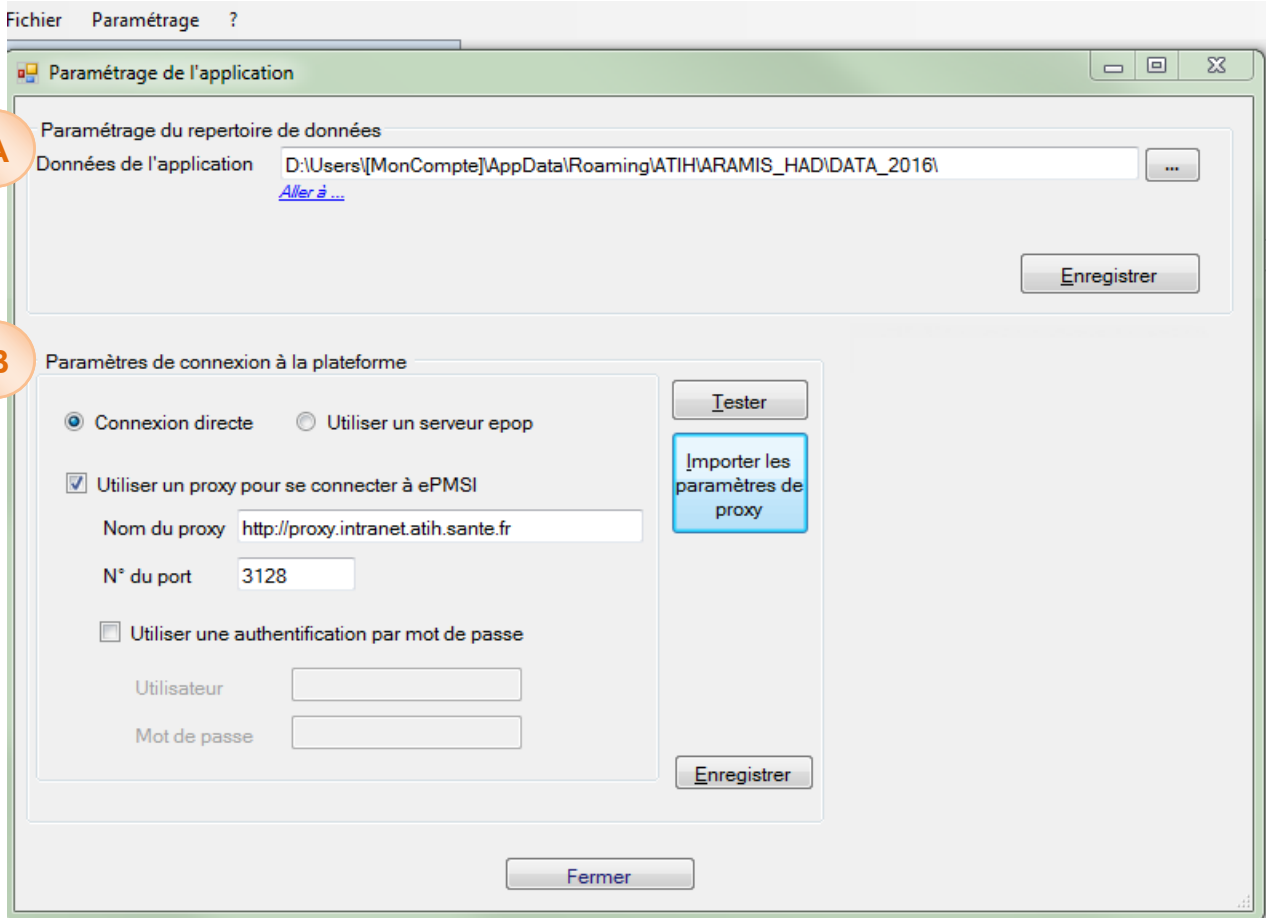 Fichier Paramétrage ?
Paramétrage de l'application
A
Paramétrage du repertoire de données
Données de l'application D:\Users\[MonCompte]\AppData\Roaming\ATIH\ARAMIS_HAD\DATA_2016\ ...
Aller à ...
Enregistrer
B
Paramètres de connexion à la plateforme
Connexion directe Utiliser un serveur epop
Tester
Utiliser un proxy pour se connecter à ePMSI
Importer les
paramètres de
proxy
Nom du proxy http://proxy.intranet.atih.sante.fr
N° du port 3128
Utiliser une authentification par mot de passe
Utilisateur
Mot de passe
Enregistrer
Fermer